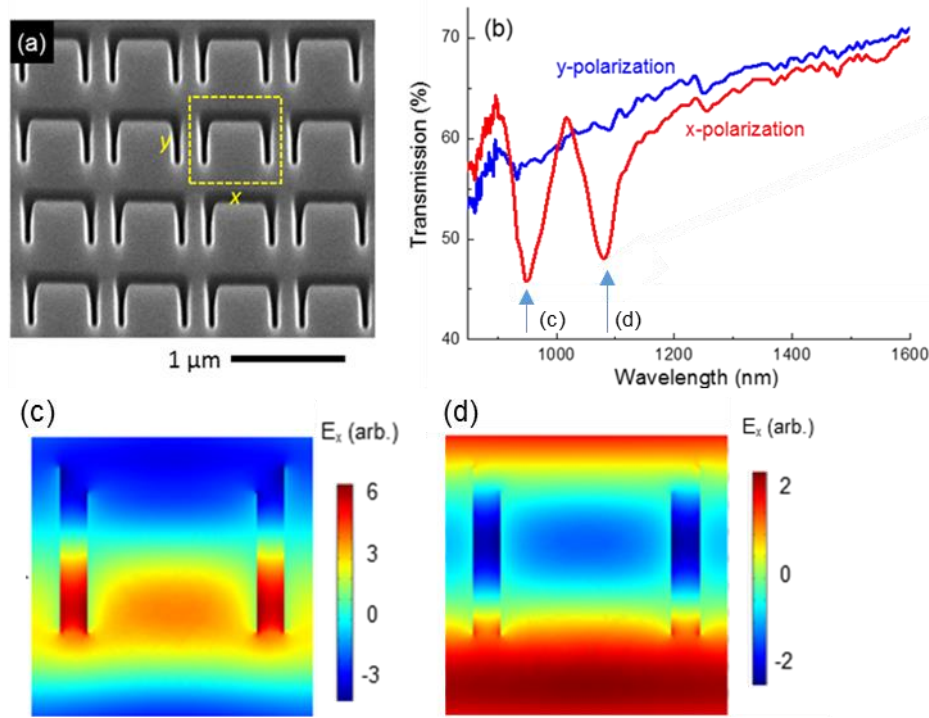 (a)
y
x
1 µm
(b)
70
60
50
40
Transmission (%)
y-polarization
x-polarization
(c)
(d)
1000
1200
1400
1600
Wavelength (nm)
(c)
Eₓ (arb.)
6
3
0
-3
(d)
Eₓ (arb.)
2
0
-2